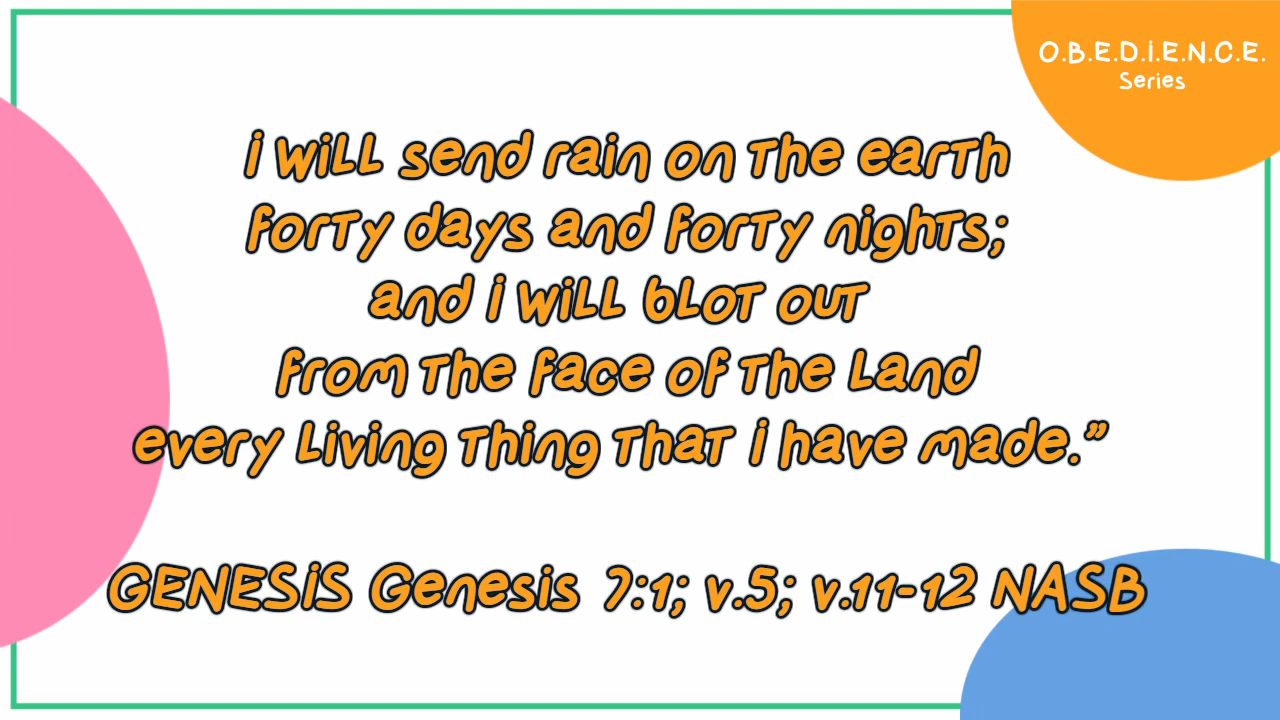 O.B.E.D.i.E.N.C.E.
Series
i will send rain on the earth
forty days and forty nights;
and i will blot out
from the face of the land
every living thing that i have made.”
GENESiS Genesis 7:1; v.5; v.11-12 NASB